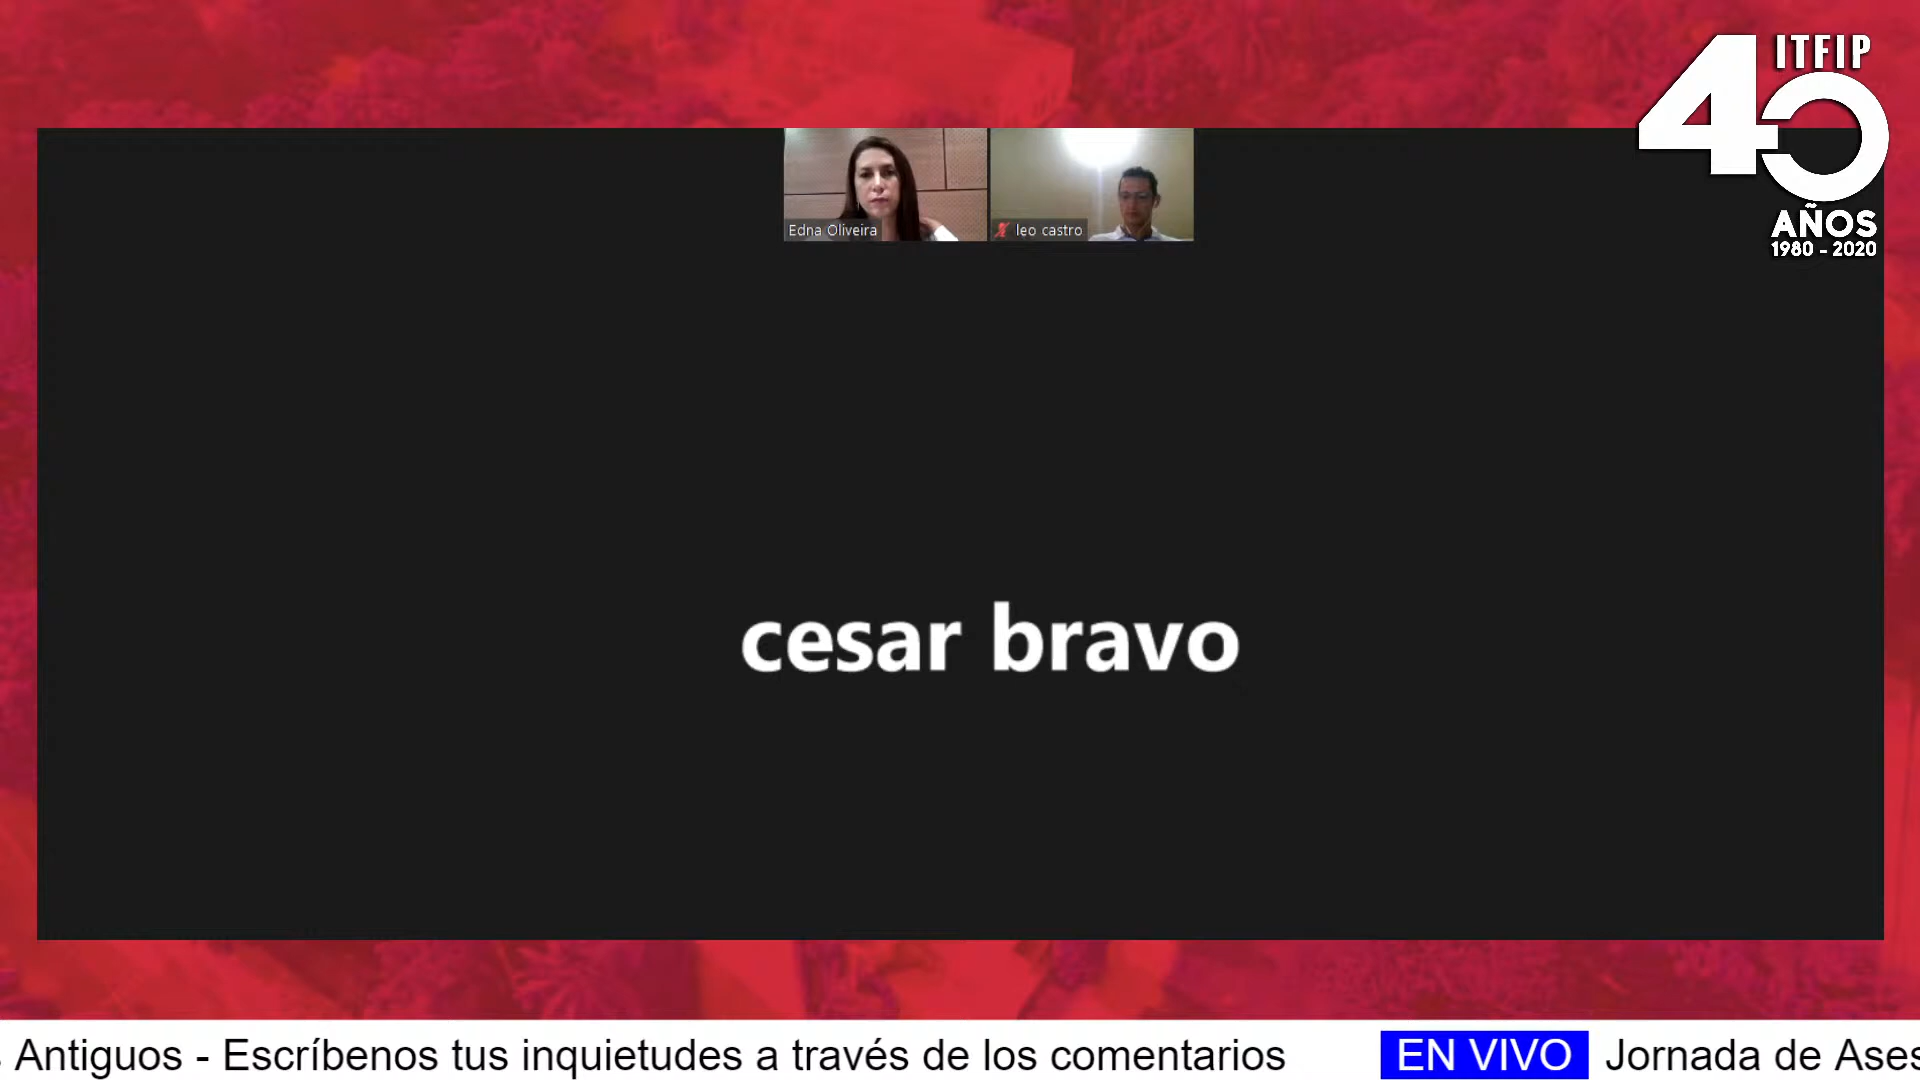 ITFIP
40
AÑOS
1980 - 2020
Edna Oliveira
leo castro
cesar bravo
Antiguos - Escríbenos tus inquietudes a través de los comentarios EN VIVO Jornada de Ases